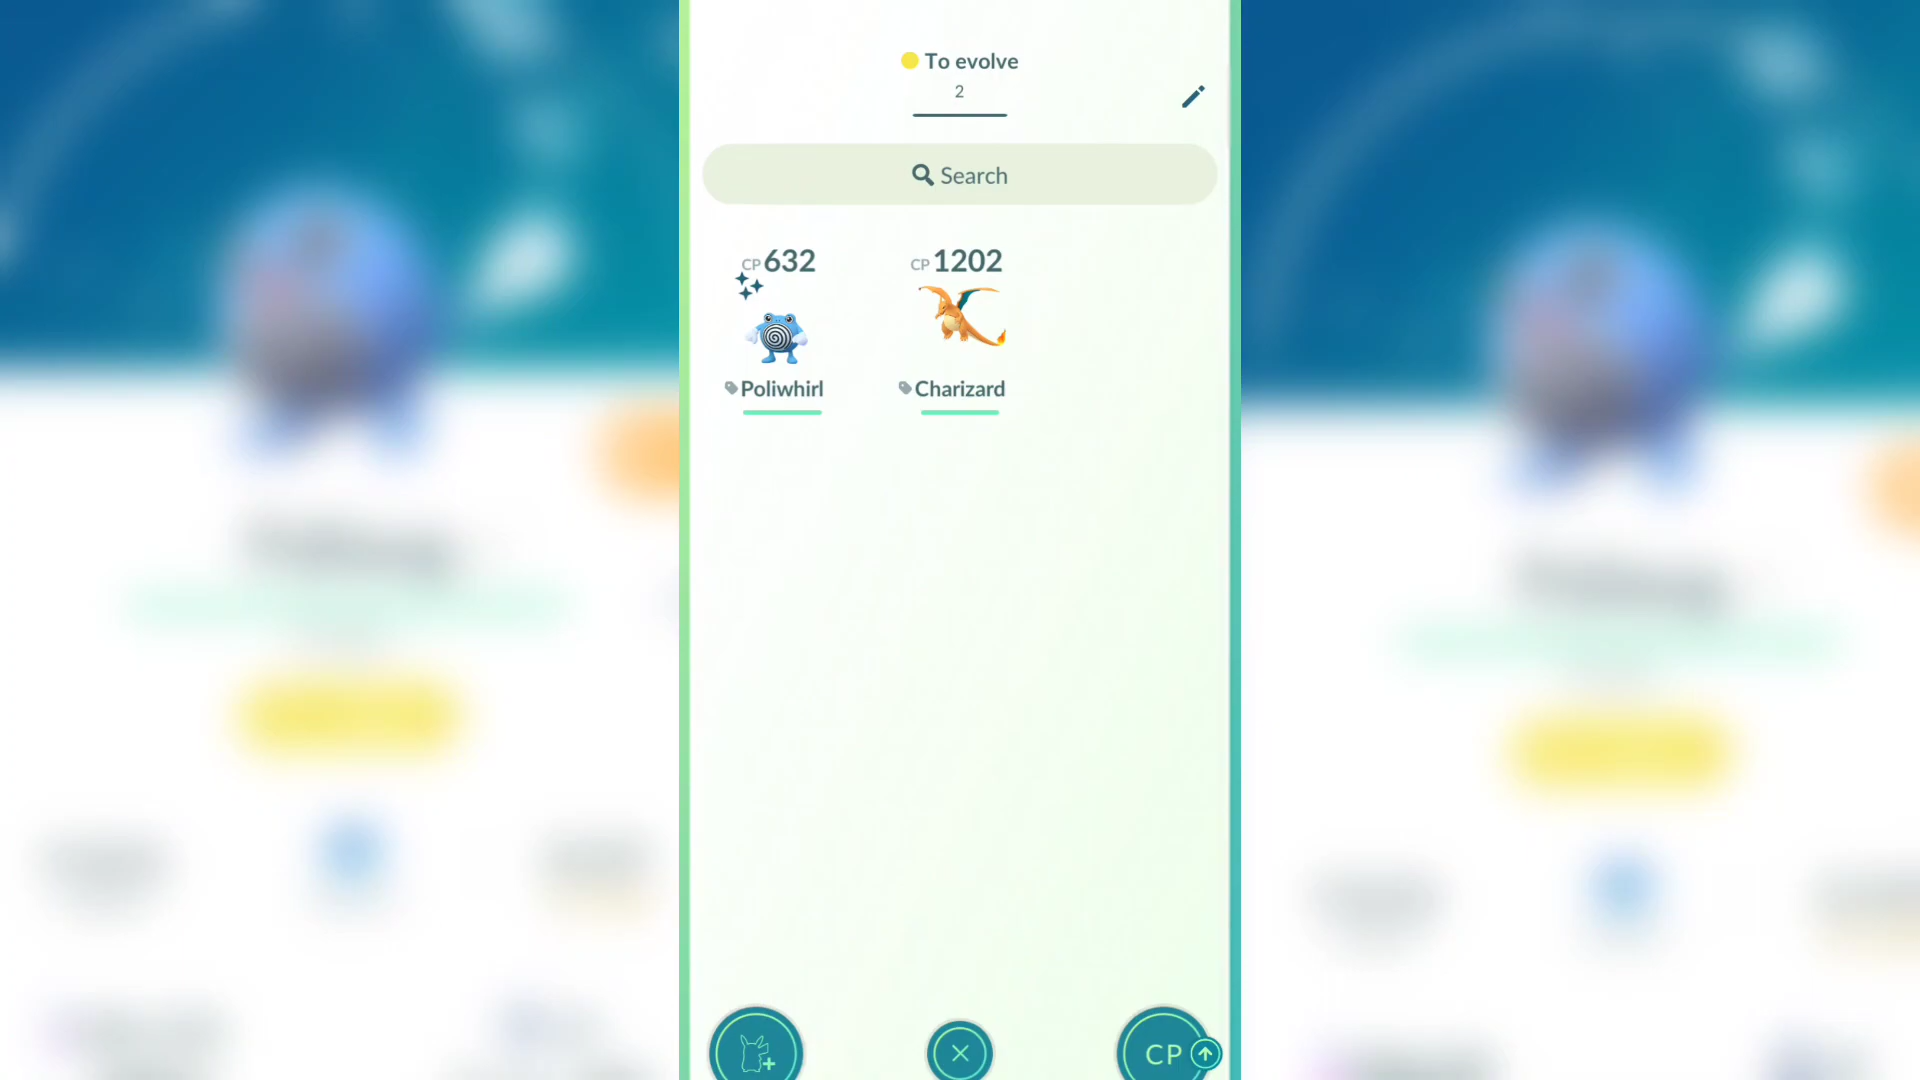 To evolve
2
Search
CP 632
CP 1202
Poliwhirl
Charizard
CP